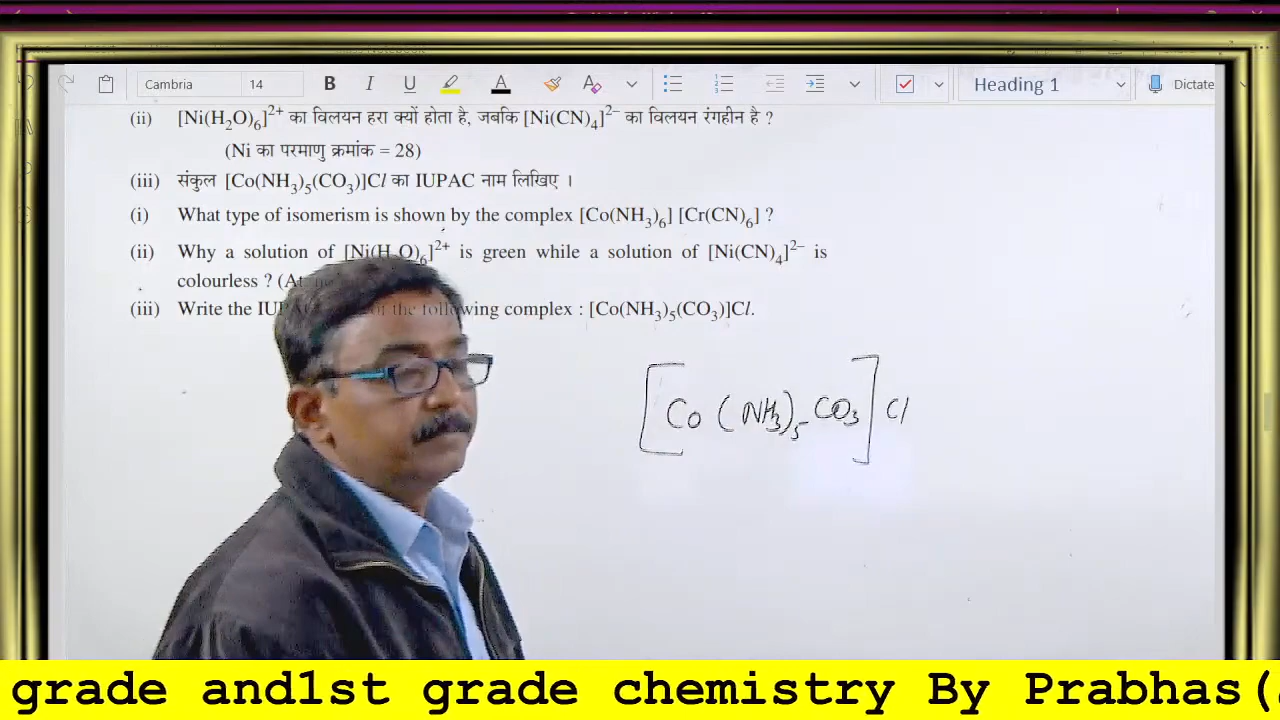 Cambria 14 B I U A A Heading 1 Dictate
(ii) [Ni(H₂O)₆]²⁺ का विलयन हरा क्यों होता है, जबकि [Ni(CN)₄]²⁻ का विलयन रंगहीन है ?
(Ni का परमाणु क्रमांक = 28)
(iii) संकुल [Co(NH₃)₅(CO₃)]Cl का IUPAC नाम लिखिए ।
(i) What type of isomerism is shown by the complex [Co(NH₃)₆] [Cr(CN)₆] ?
(ii) Why a solution of [Ni(H₂O)₆]²⁺ is green while a solution of [Ni(CN)₄]²⁻ is
colourless ? (At
(iii) Write the IUPAC of the following complex : [Co(NH₃)₅(CO₃)]Cl.
[Co(NH₃)₅CO₃]Cl
grade and1st grade chemistry By Prabhas(